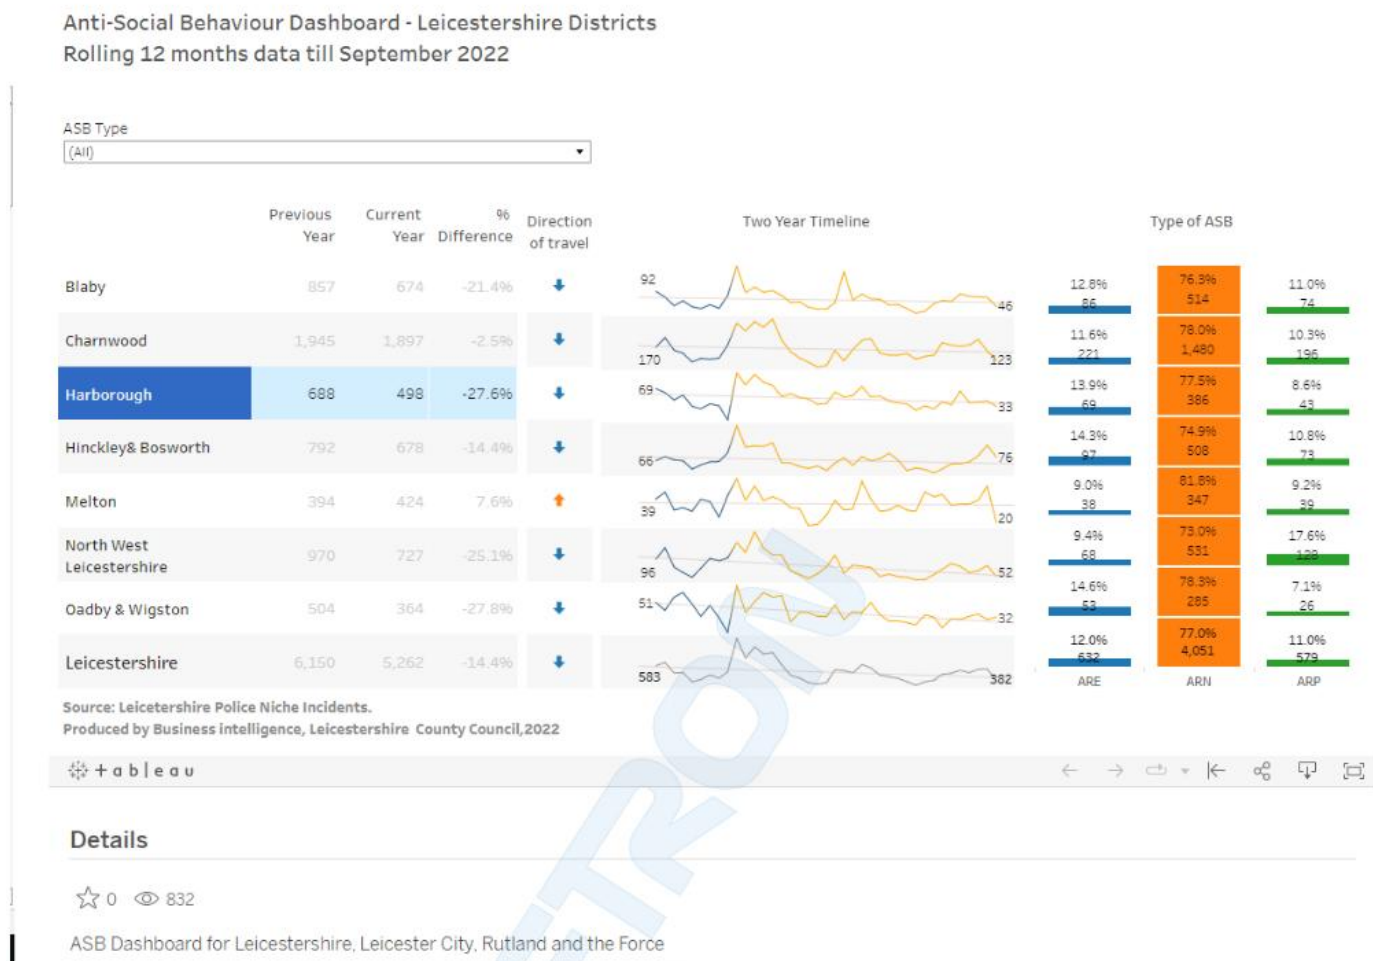 Anti-Social Behaviour Dashboard - Leicestershire Districts
Rolling 12 months data till September 2022
ASB Type
(All)
Previous Year Current Year % Difference Direction of travel Two Year Timeline Type of ASB
Blaby 857 674 -21.4% 92 46 12.8% 86 76.3% 514 11.0% 74
Charnwood 1,945 1,897 -2.5% 170 123 11.6% 221 78.0% 1,480 10.3% 196
Harborough 688 498 -27.6% 69 33 13.9% 69 77.5% 386 8.6% 43
Hinckley& Bosworth 792 678 -14.4% 66 76 14.3% 97 74.9% 508 10.8% 73
Melton 394 424 7.6% 39 20 9.0% 38 81.8% 347 9.2% 39
North West Leicestershire 970 727 -25.1% 96 52 9.4% 68 73.0% 531 17.6% 128
Oadby & Wigston 504 364 -27.8% 51 32 14.6% 53 78.3% 285 7.1% 26
Leicestershire 6,150 5,262 -14.4% 583 382 12.0% 632 77.0% 4,051 11.0% 579
ARE ARN ARP
Source: Leicetershire Police Niche Incidents.
Produced by Business intelligence, Leicestershire County Council,2022
+ableau
Details
0 832
ASB Dashboard for Leicestershire, Leicester City, Rutland and the Force